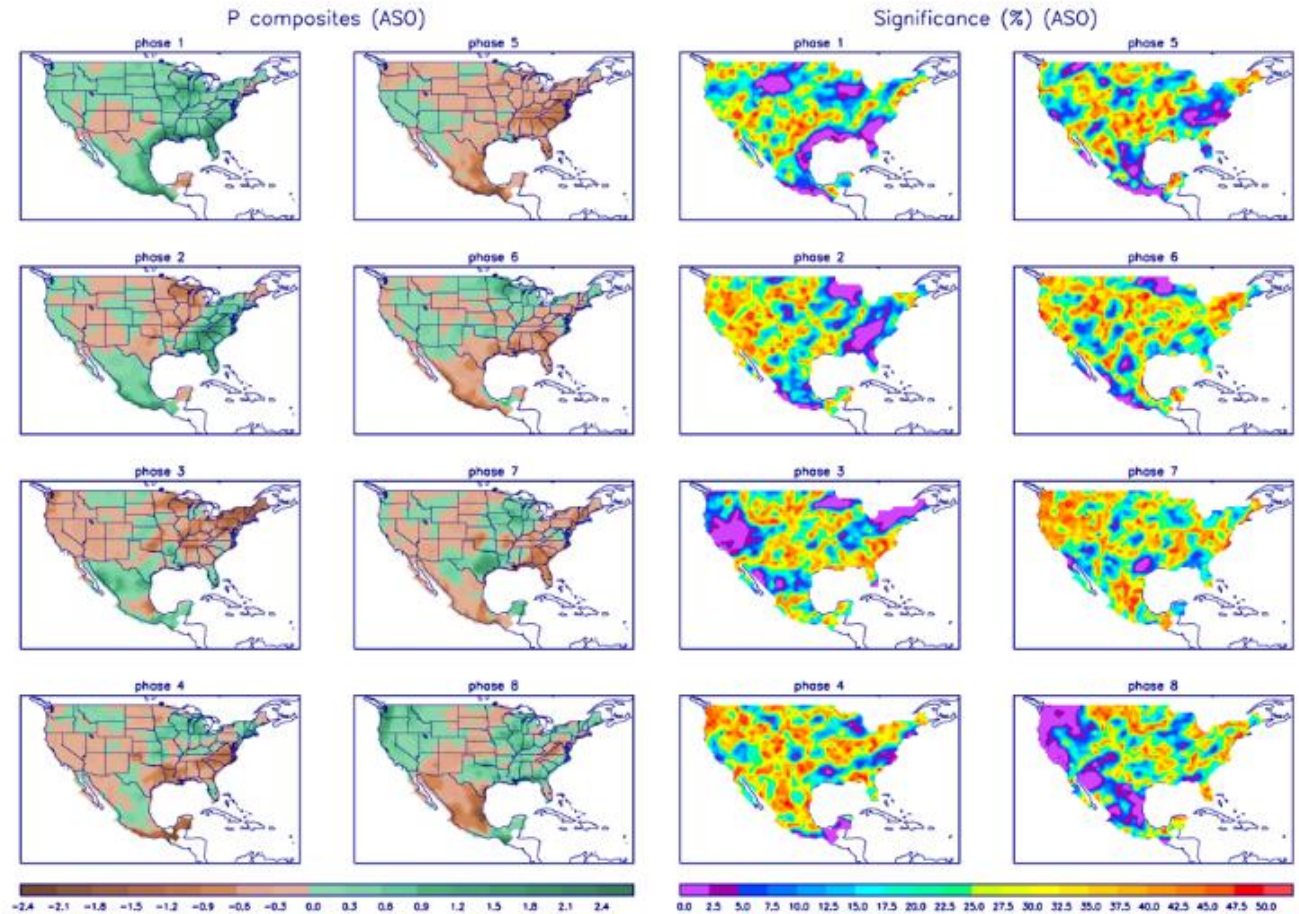 P composites (ASO)
Significance (%) (ASO)
phase 1
phase 5
phase 1
phase 5
phase 2
phase 6
phase 2
phase 6
phase 3
phase 7
phase 3
phase 7
phase 4
phase 8
phase 4
phase 8
-2.4 -2.1 -1.8 -1.5 -1.2 -0.9 -0.6 -0.3 0.0 0.3 0.6 0.9 1.2 1.5 1.8 2.1 2.4
0.0 2.5 5.0 7.5 10.0 12.5 15.0 17.5 20.0 22.5 25.0 27.5 30.0 32.5 35.0 37.5 40.0 42.5 45.0 47.5 50.0